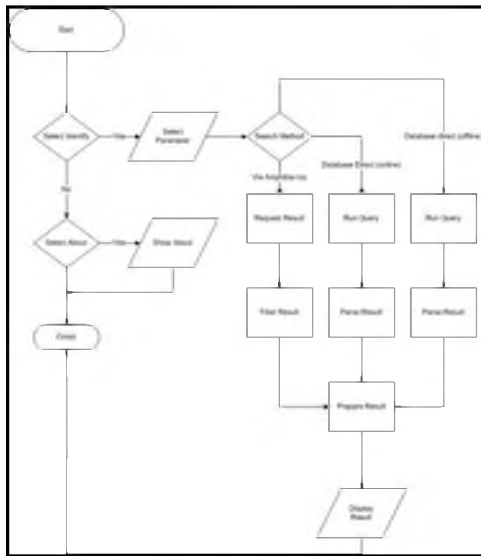 Start
Select Identify
Yes
Select
Parameter
Search Method
Database direct (offline)
Database Direct (online)
No
Request Result
Run Query
Run Query
Select About
Yes
Show About
Filter Result
Parse Result
Parse Result
Prepare Result
Display
Result